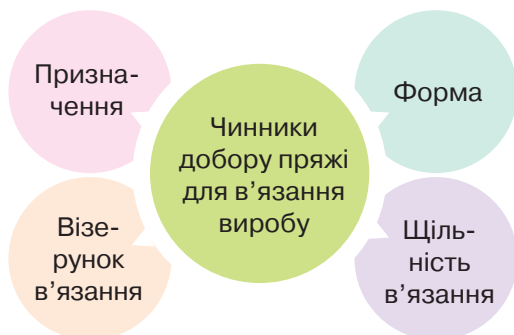 Призна-
чення
Форма
Чинники
добору пряжі
для в’язання
виробу
Візе-
рунок
в’язання
Щіль-
ність
в’язання